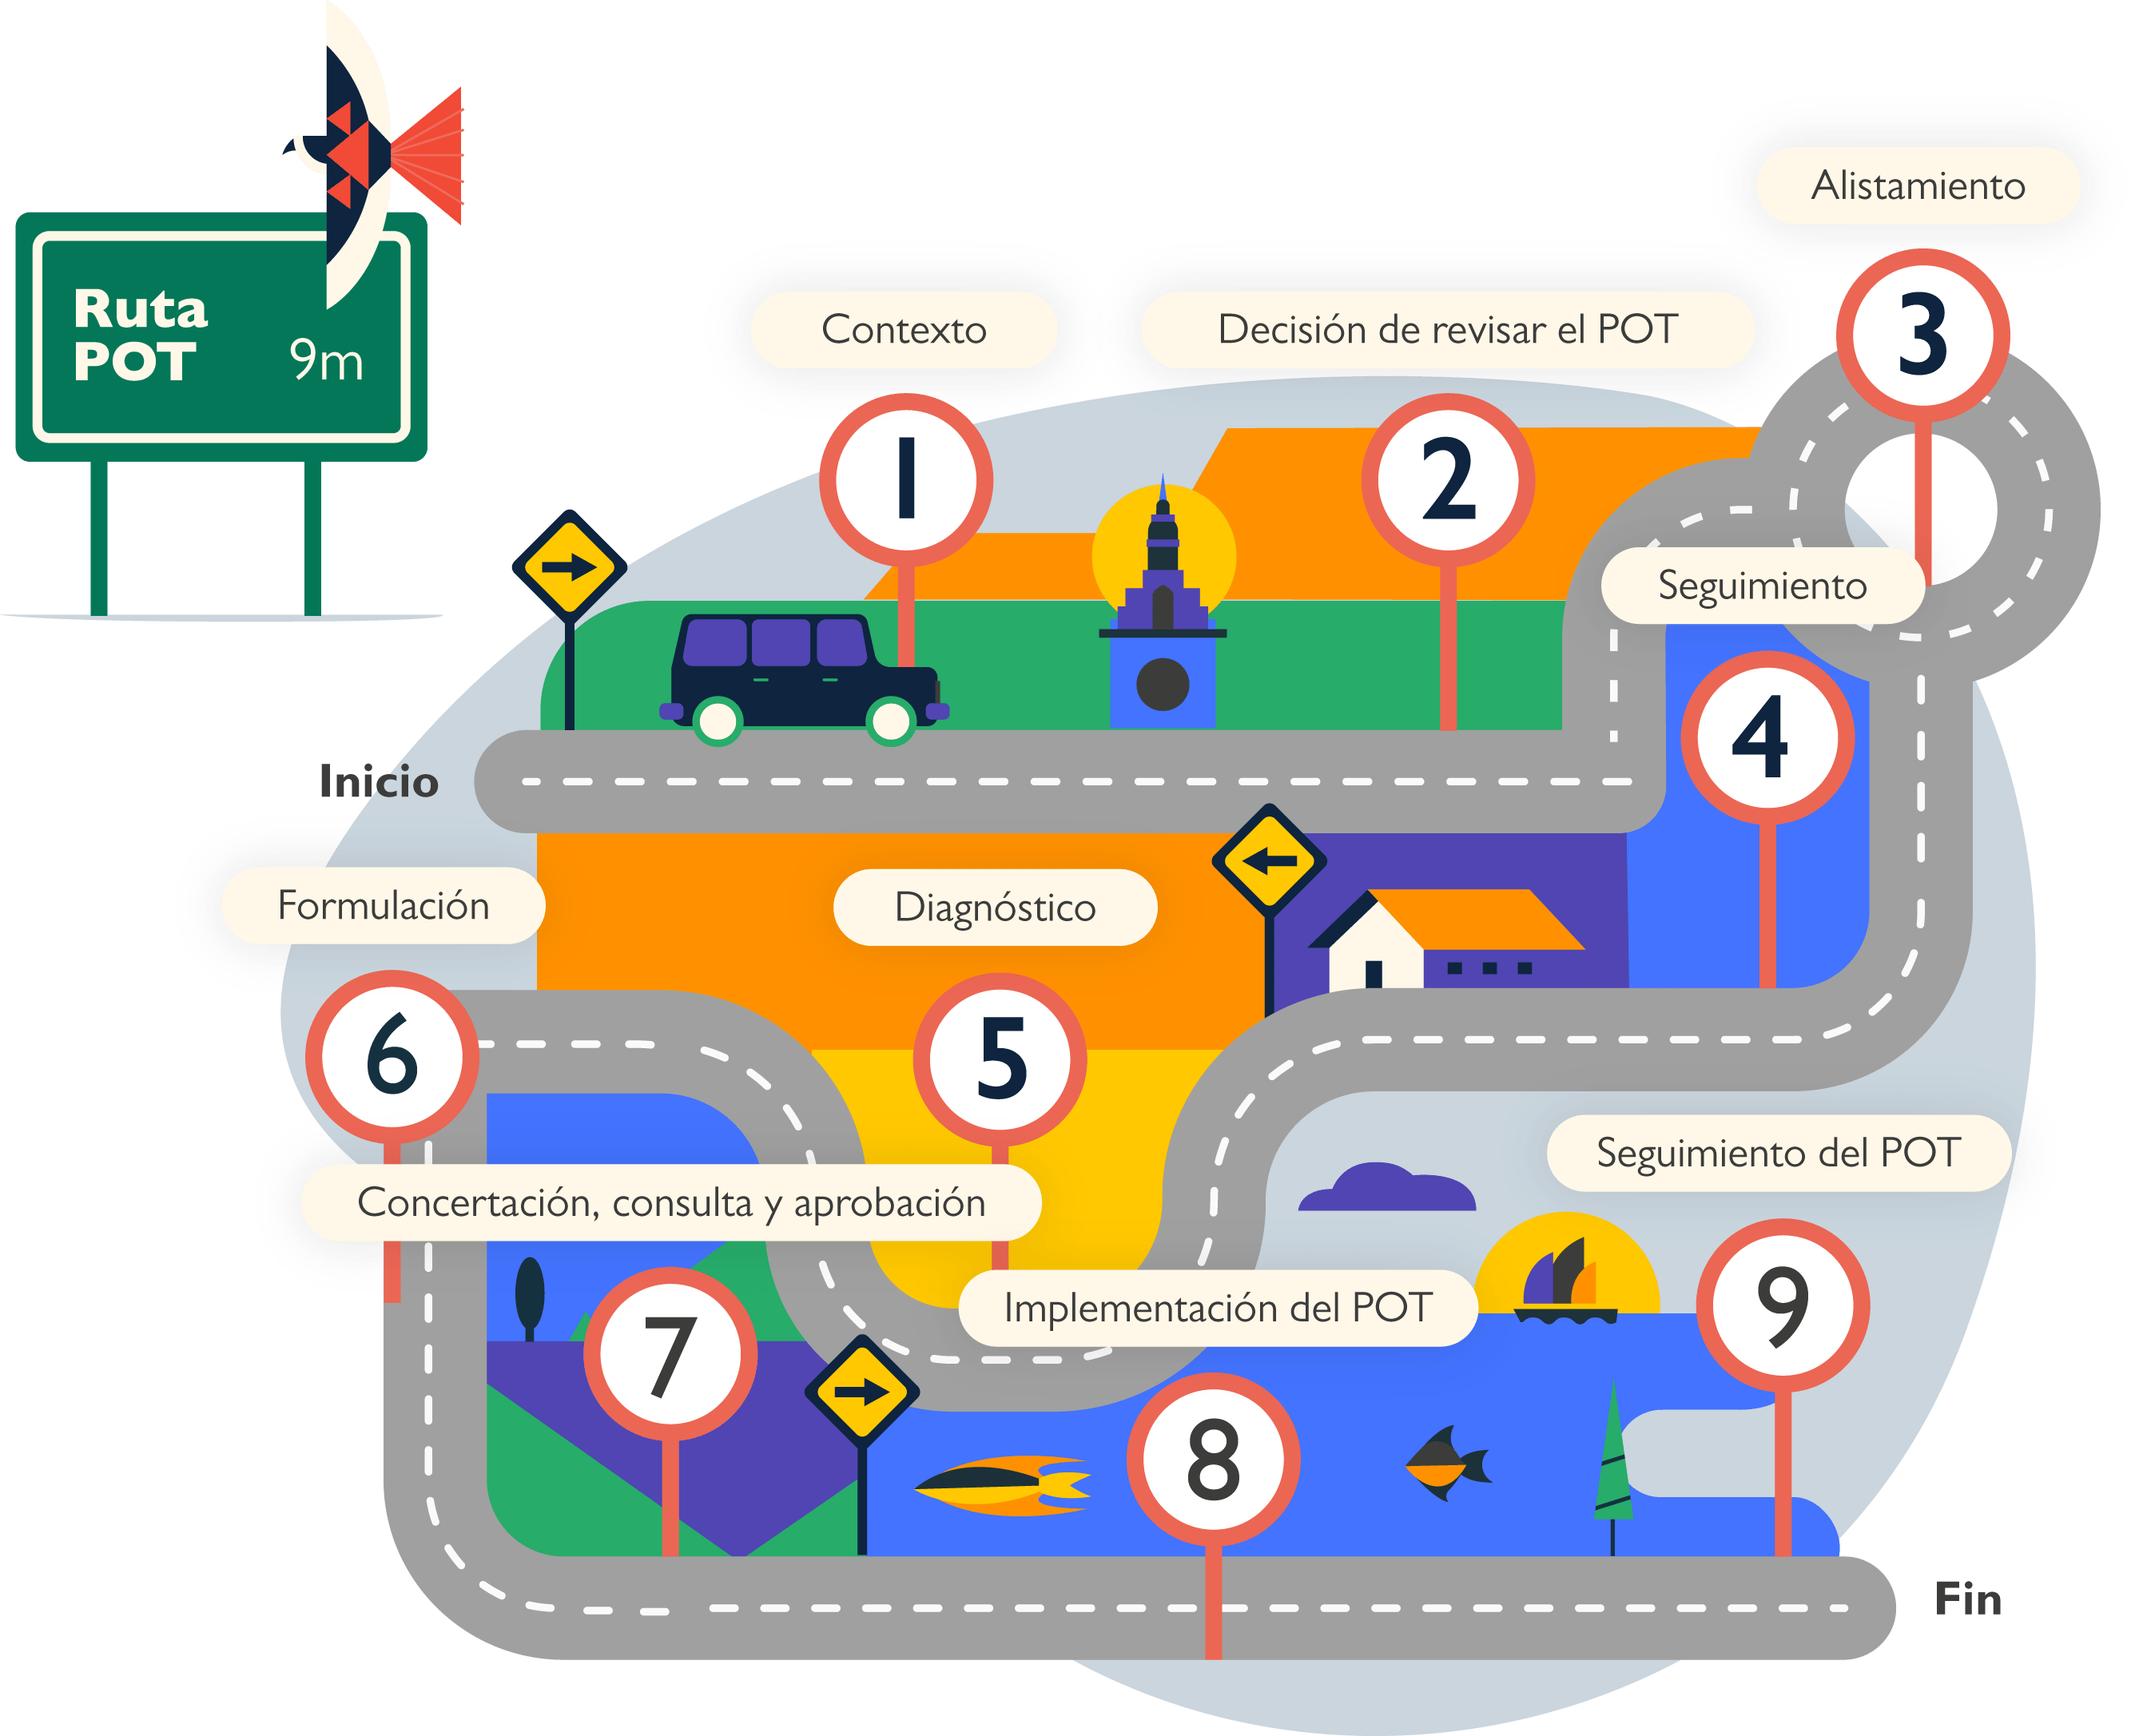 Ruta
POT
9m
Contexto
1
Decisión de revisar el POT
2
Alistamiento
3
Seguimiento
4
Inicio
Diagnóstico
5
Formulación
6
Concertación, consulta y aprobación
7
Implementación del POT
8
Seguimiento del POT
9
Fin